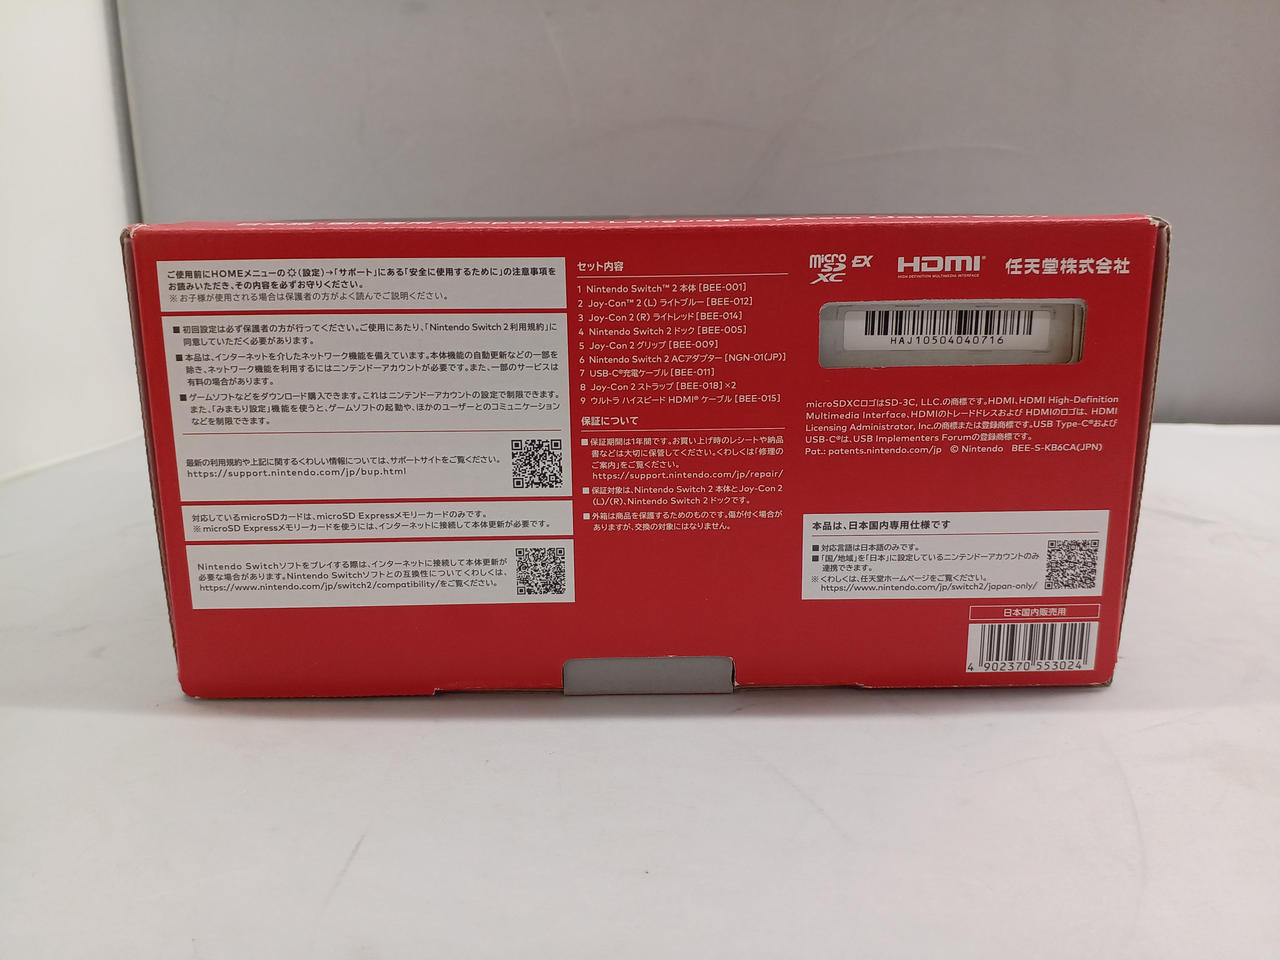 ご使用前にHOMEメニューの(設定)→「サポート」にある「安全に使用するために」の注意事項を
お読みいただき、その内容を必ずお守りください。
※お子様が使用される場合は保護者の方がよく読んでご説明ください。
■初回設定は必ず保護者の方が行ってください。ご使用にあたり、「Nintendo Switch 2 利用規約」に
同意していただく必要があります。
■本品は、インターネットを介したネットワーク機能を備えています。本体機能の自動更新などの一部を
除き、ネットワーク機能を利用するにはニンテンドーアカウントが必要です。また、一部のサービスは
有料の場合があります。
■ゲームソフトなどをダウンロード購入できます。これはニンテンドーアカウントの設定で制限できます。
また、「みまもり設定」機能を使うと、ゲームソフトの起動や、ほかのユーザーとのコミュニケーション
などを制限できます。
最新の利用規約や上記に関するくわしい情報については、サポートサイトをご覧ください。
https://support.nintendo.com/jp/bup.html
対応しているmicroSDカードは、microSD Expressメモリーカードのみです。
※microSD Expressメモリーカードを使うには、インターネットに接続して本体更新が必要です。
Nintendo Switchソフトをプレイする際は、インターネットに接続して本体更新が
必要な場合があります。Nintendo Switchソフトとの互換性についてくわしくは、
https://www.nintendo.com/jp/switch2/compatibility/をご覧ください。
セット内容
1 Nintendo Switch™ 2 本体 [BEE-001]
2 Joy-Con™ 2 (L) ライトブルー [BEE-012]
3 Joy-Con 2 (R) ライトレッド [BEE-014]
4 Nintendo Switch 2 ドック [BEE-005]
5 Joy-Con 2 グリップ [BEE-009]
6 Nintendo Switch 2 ACアダプター [NGN-01(JP)]
7 USB-C®充電ケーブル [BEE-011]
8 Joy-Con 2 ストラップ [BEE-018]×2
9 ウルトラ ハイスピード HDMI® ケーブル [BEE-015]
保証について
■保証期間は1年間です。お買い上げ時のレシートや納品
書などは大切に保管してください。くわしくは「修理の
ご案内」をご覧ください。
https://support.nintendo.com/jp/repair/
■保証対象は、Nintendo Switch 2 本体とJoy-Con 2
(L)/(R)、Nintendo Switch 2 ドックです。
■外箱は商品を保護するためのものです。傷が付く場合が
ありますが、交換の対象にはなりません。
micro SD XC EX
HDMI®
HIGH-DEFINITION MULTIMEDIA INTERFACE
任天堂株式会社
HAJ10504040716
microSDXCロゴはSD-3C, LLC.の商標です。HDMI、HDMI High-Definition
Multimedia Interface、HDMIのトレードドレスおよび HDMIのロゴは、HDMI
Licensing Administrator, Inc.の商標または登録商標です。USB Type-C®および
USB-C®は、USB Implementers Forumの登録商標です。
Pat.: patents.nintendo.com/jp © Nintendo BEE-S-KB6CA(JPN)
本品は、日本国内専用仕様です
■対応言語は日本語のみです。
■「国/地域」を「日本」に設定しているニンテンドーアカウントのみ
連携できます。
※くわしくは、任天堂ホームページをご覧ください。
https://www.nintendo.com/jp/switch2/japan-only/
日本国内販売用
4 902370 553024